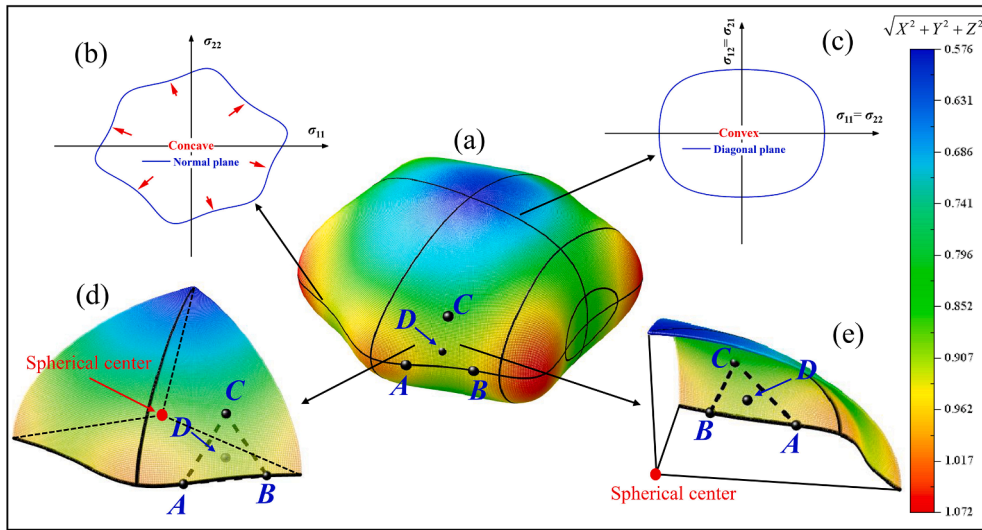 (b)
σ22
σ11
Concave
Normal plane
(a)
σ12 = σ21
(c)
σ11 = σ22
Convex
Diagonal plane
√X² + Y² + Z²
0.576
0.631
0.686
0.741
0.796
0.852
0.907
0.962
1.017
1.072
C
D
A
B
(d)
Spherical center
C
D
A
B
(e)
C
D
B
A
Spherical center